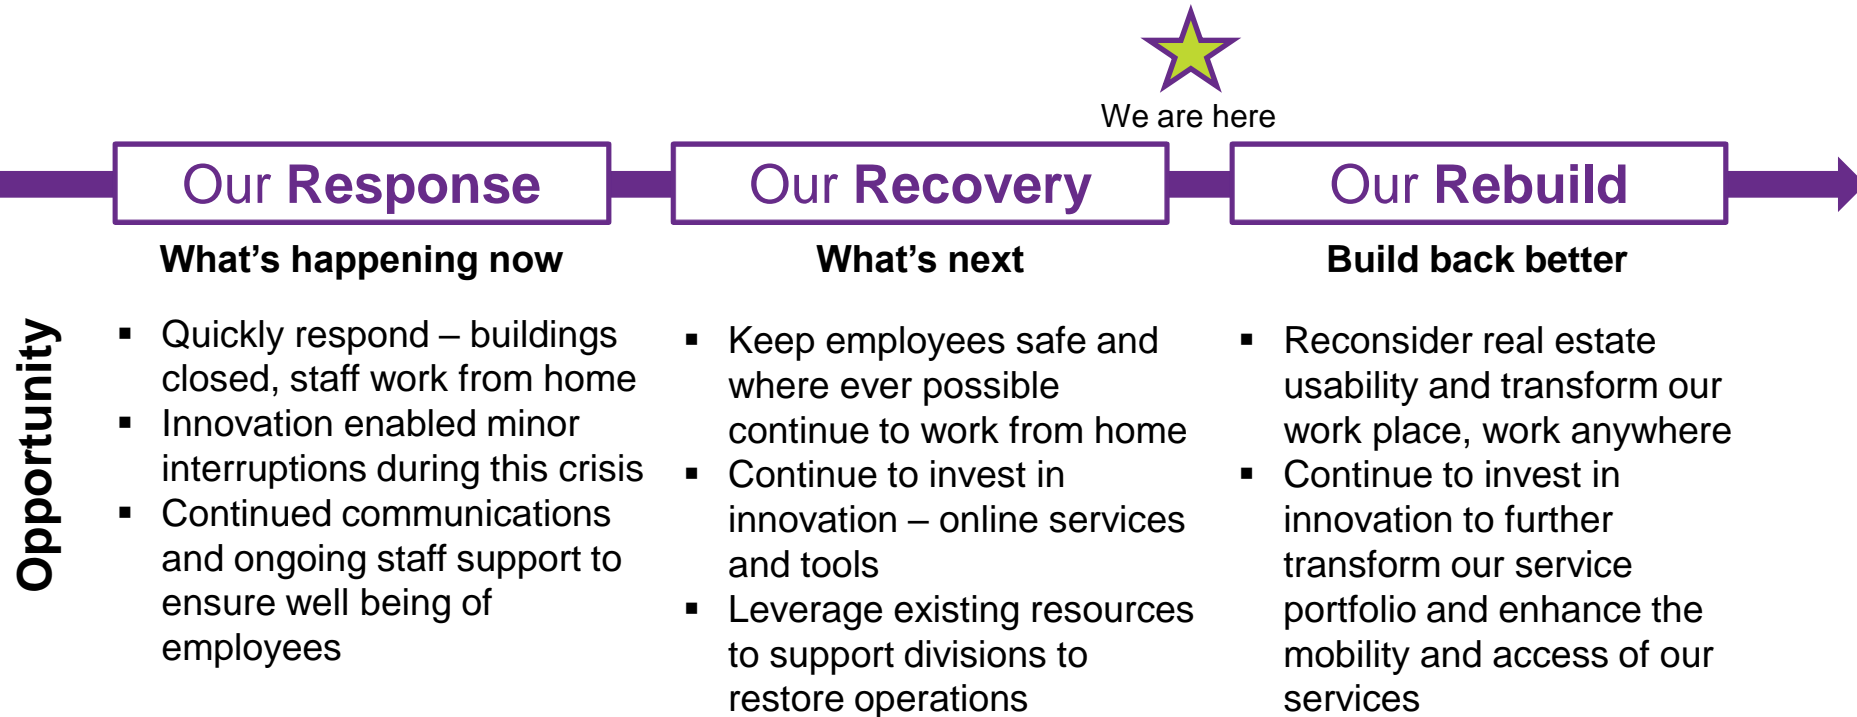 We are here
Our Response
Our Recovery
Our Rebuild
What's happening now
What's next
Build back better
Opportunity
▪ Quickly respond – buildings
closed, staff work from home
▪ Innovation enabled minor
interruptions during this crisis
▪ Continued communications
and ongoing staff support to
ensure well being of
employees
▪ Keep employees safe and
where ever possible
continue to work from home
▪ Continue to invest in
innovation – online services
and tools
▪ Leverage existing resources
to support divisions to
restore operations
▪ Reconsider real estate
usability and transform our
work place, work anywhere
▪ Continue to invest in
innovation to further
transform our service
portfolio and enhance the
mobility and access of our
services